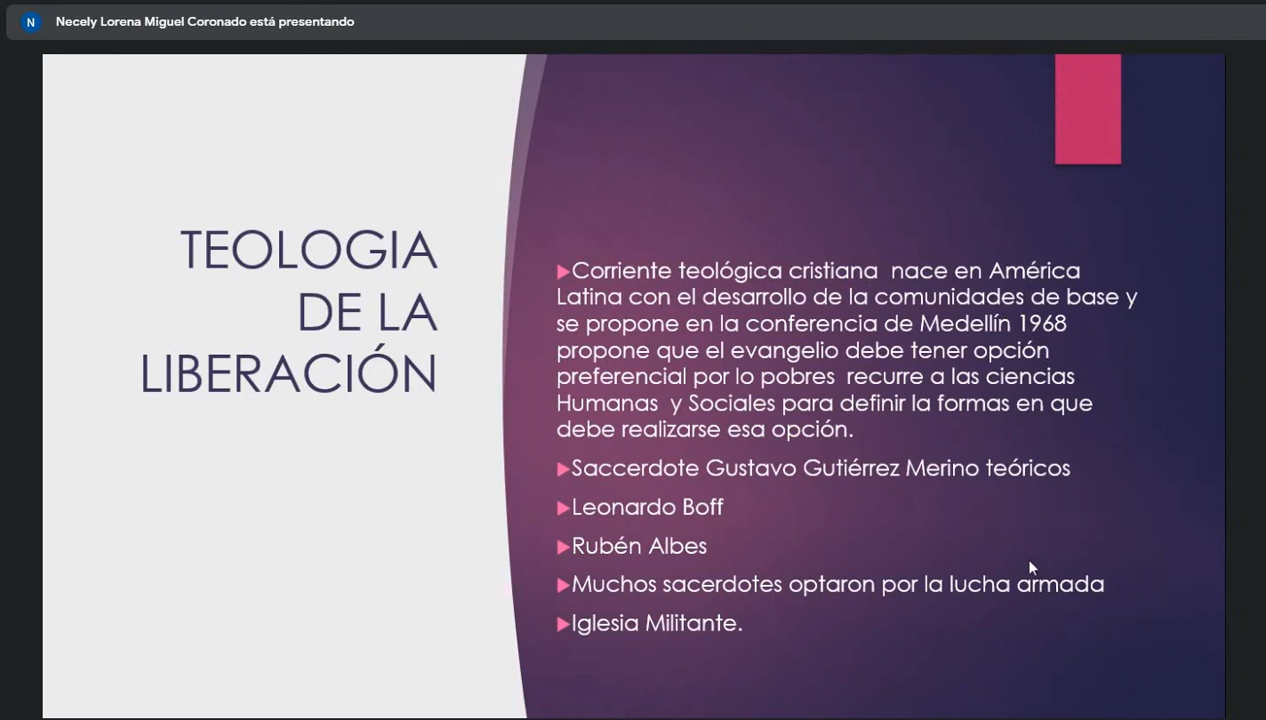 N
Necely Lorena Miguel Coronado está presentando
TEOLOGIA
DE LA
LIBERACIÓN
Corriente teológica cristiana nace en América
Latina con el desarrollo de la comunidades de base y
se propone en la conferencia de Medellín 1968
propone que el evangelio debe tener opción
preferencial por lo pobres recurre a las ciencias
Humanas y Sociales para definir la formas en que
debe realizarse esa opción.
Saccerdote Gustavo Gutiérrez Merino teóricos
Leonardo Boff
Rubén Albes
Muchos sacerdotes optaron por la lucha armada
Iglesia Militante.